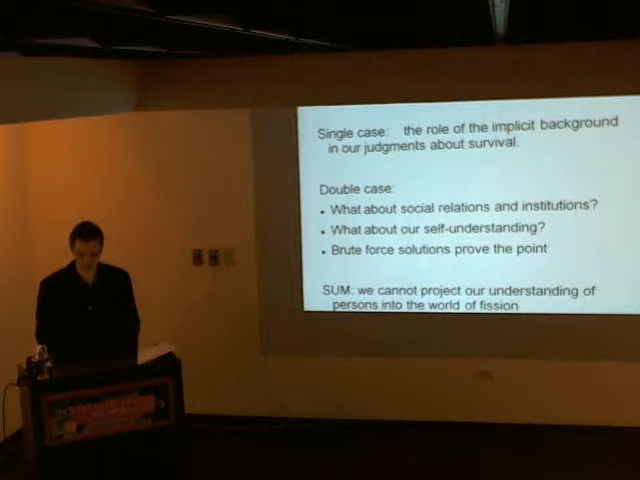 Single case: the role of the implicit background
in our judgments about survival.
Double case:
• What about social relations and institutions?
• What about our self-understanding?
• Brute force solutions prove the point
SUM: we cannot project our understanding of
persons into the world of fission